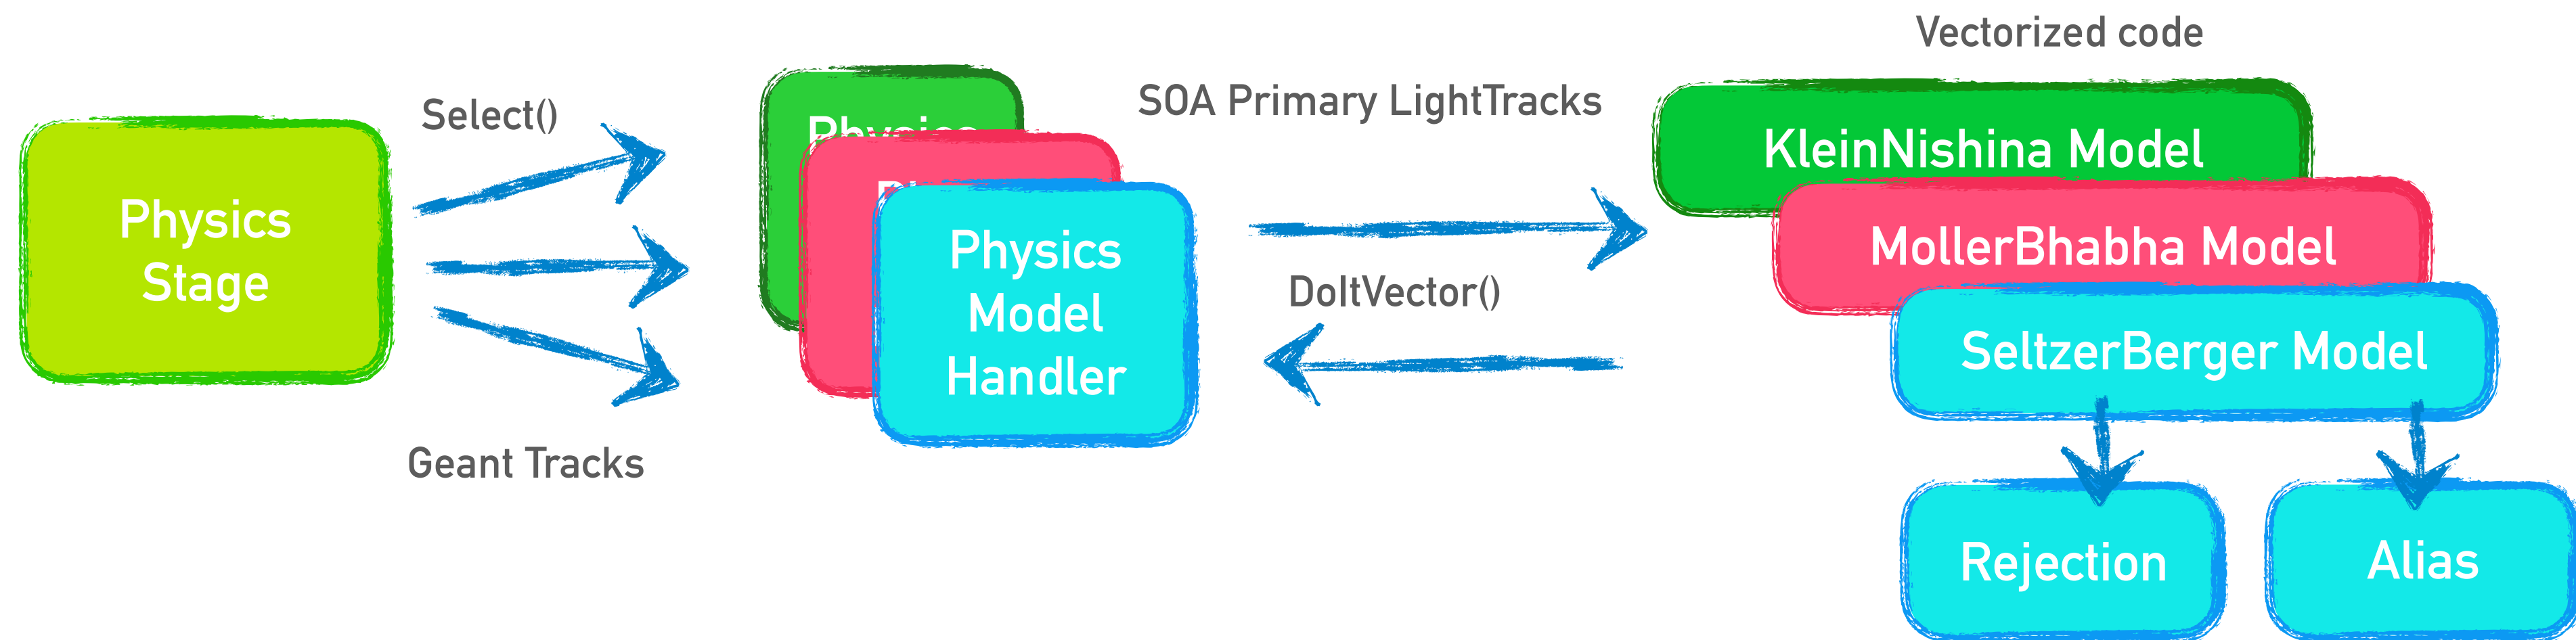 Vectorized code
Select()
SOA Primary LightTracks
Physics
Stage
Physics
Physics
Model
Handler
KleinNishina Model
MollerBhabha Model
DoItVector()
SeltzerBerger Model
Geant Tracks
Rejection
Alias